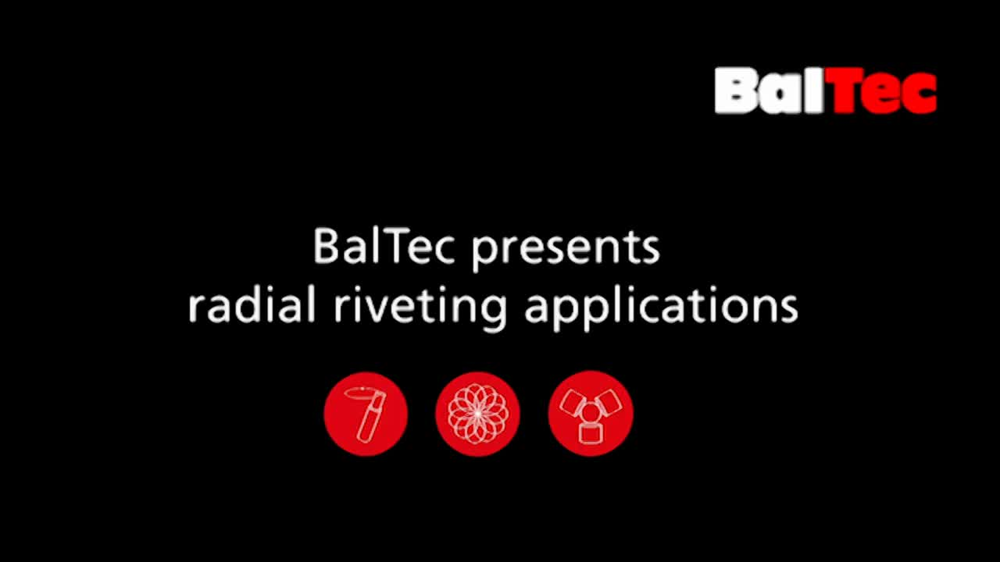 BalTec
BalTec presents
radial riveting applications